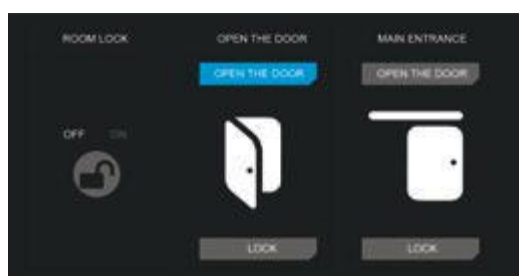 ROOM LOCK
OPEN THE DOOR
MAIN ENTRANCE
OPEN THE DOOR
OPEN THE DOOR
OFF ON
LOCK
LOCK